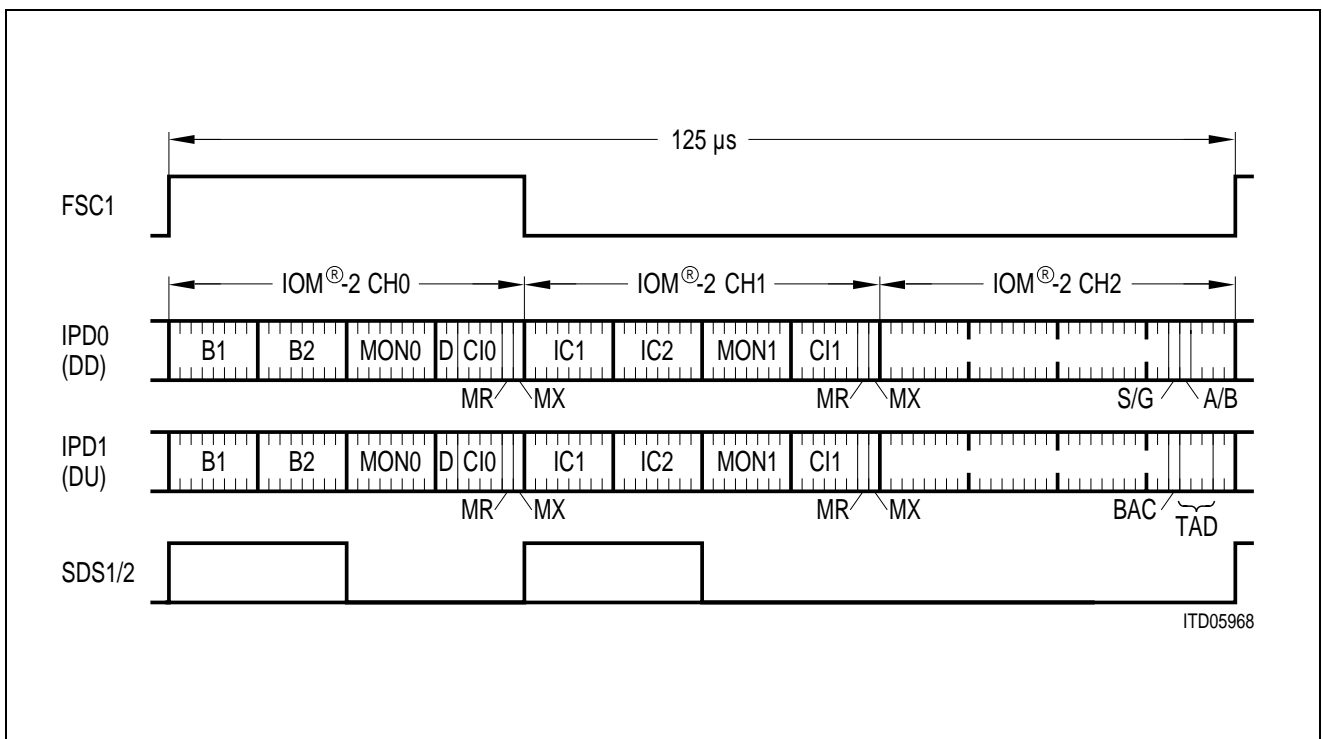 125 µs
FSC1
IOM®-2 CH0 IOM®-2 CH1 IOM®-2 CH2
IPD0 (DD)
B1 B2 MON0 D CI0 IC1 IC2 MON1 CI1
MR MX MR MX S/G A/B
IPD1 (DU)
B1 B2 MON0 D CI0 IC1 IC2 MON1 CI1
MR MX MR MX BAC TAD
SDS1/2
ITD05968